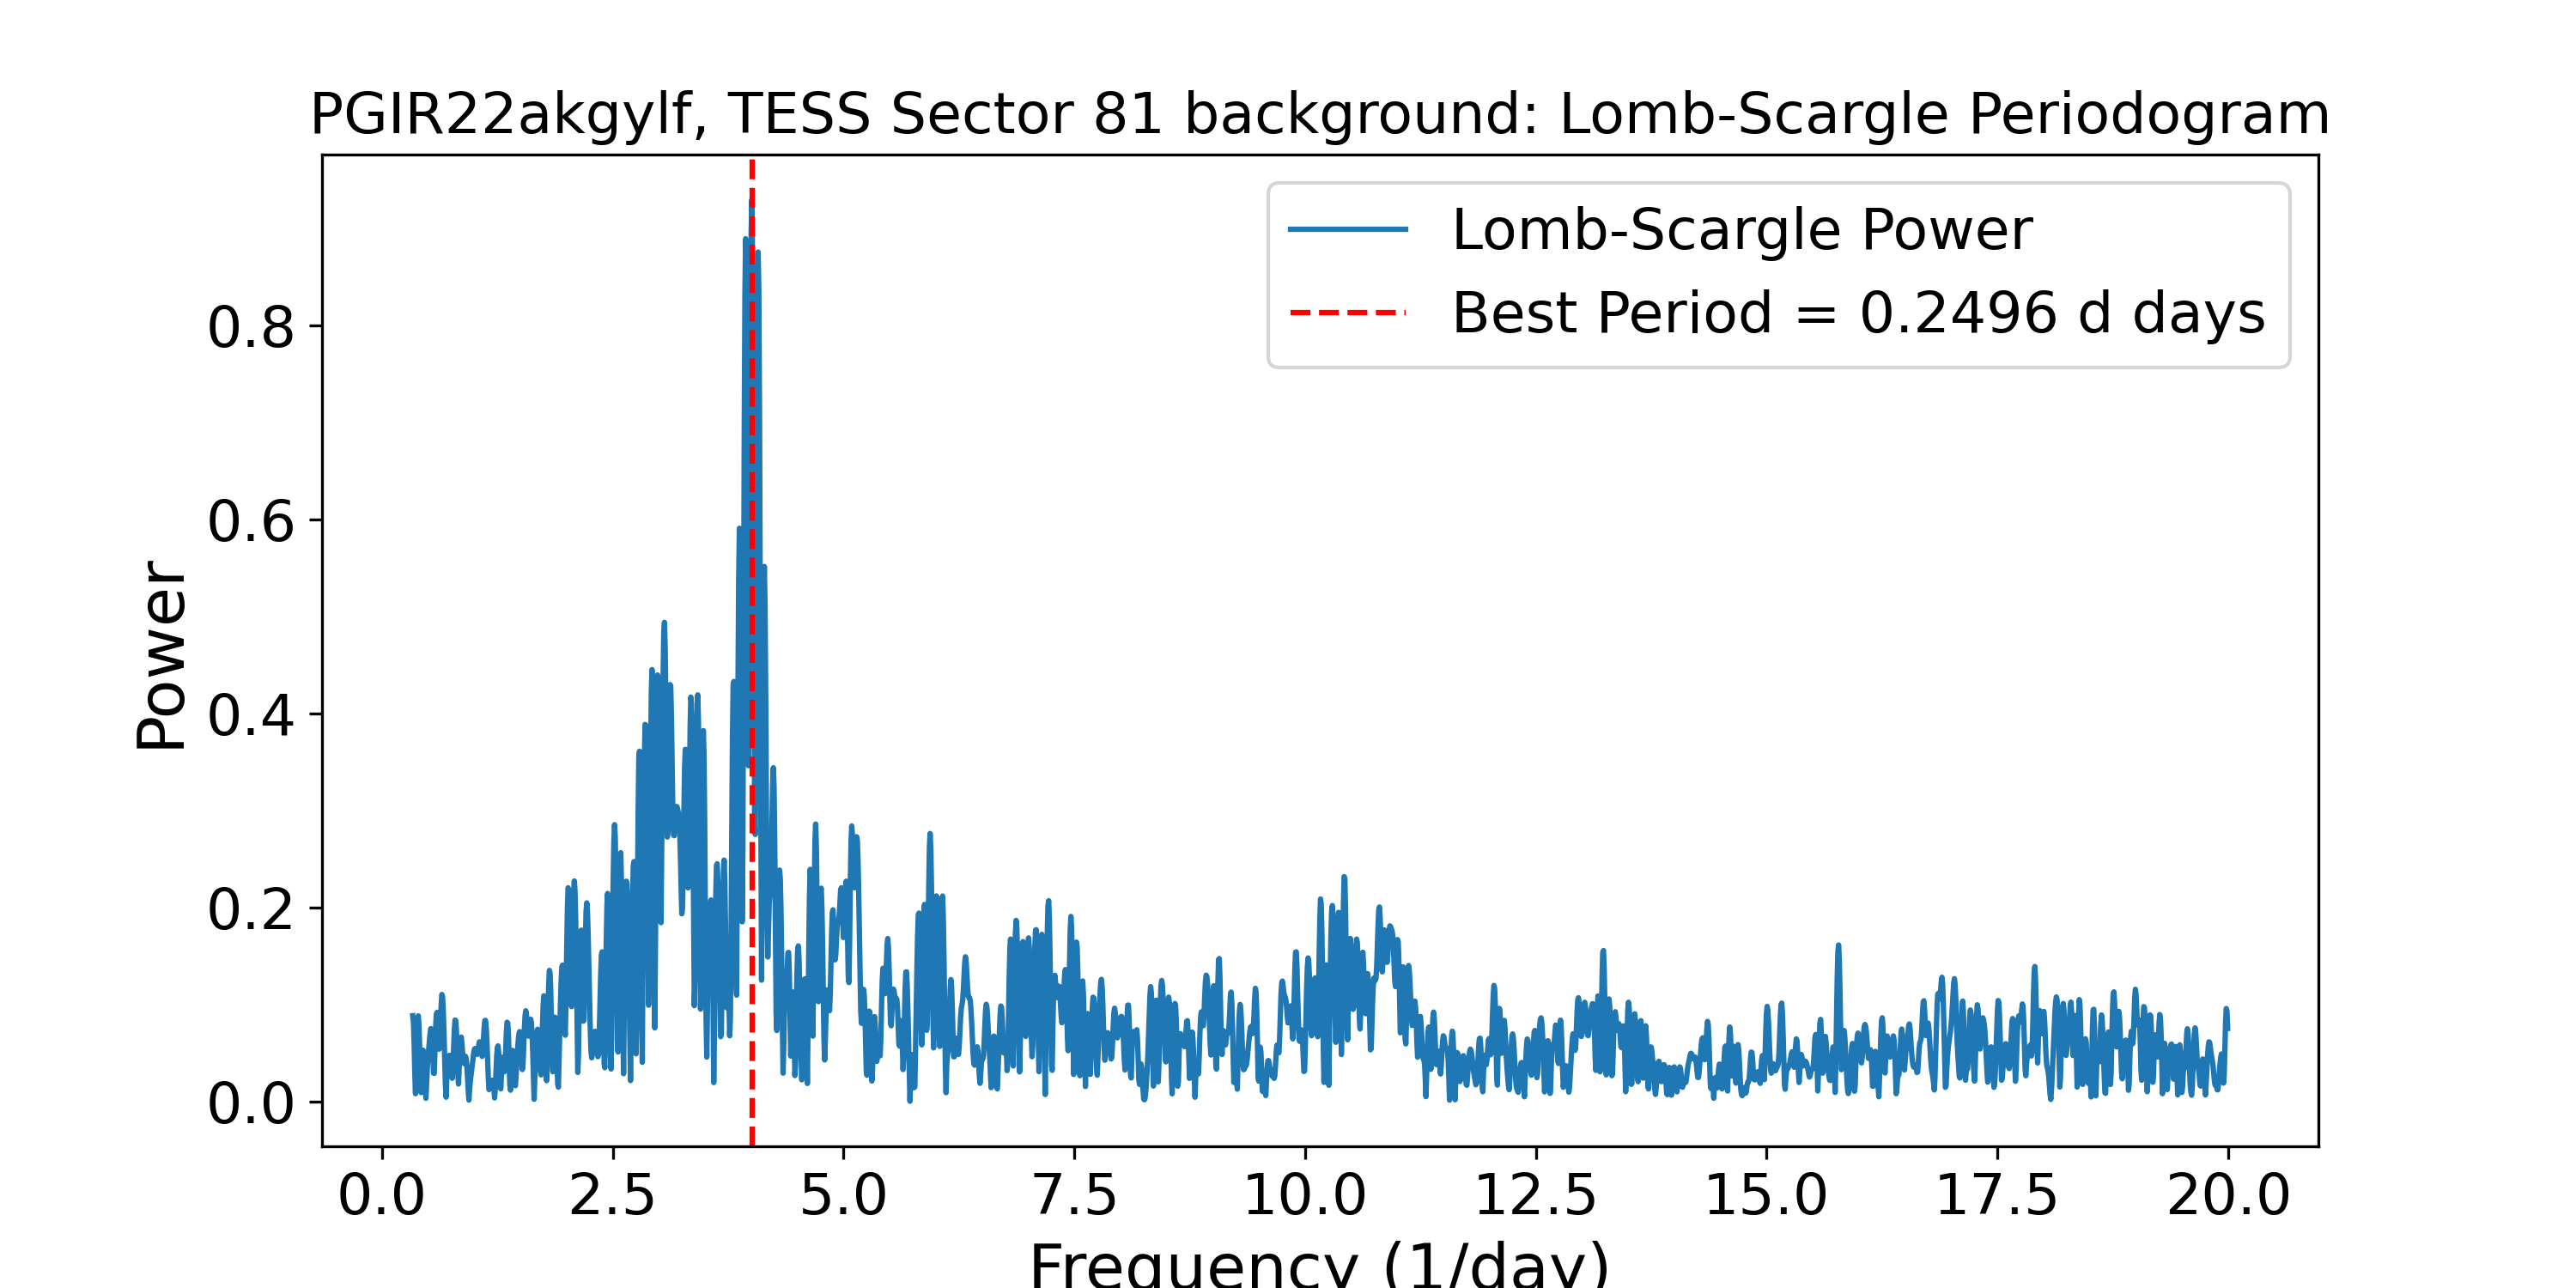 PGIR22akgylf, TESS Sector 81 background: Lomb-Scargle Periodogram
Lomb-Scargle Power
Best Period = 0.2496 d days
Power
0.8
0.6
0.4
0.2
0.0
0.0 2.5 5.0 7.5 10.0 12.5 15.0 17.5 20.0
Frequency (1/day)